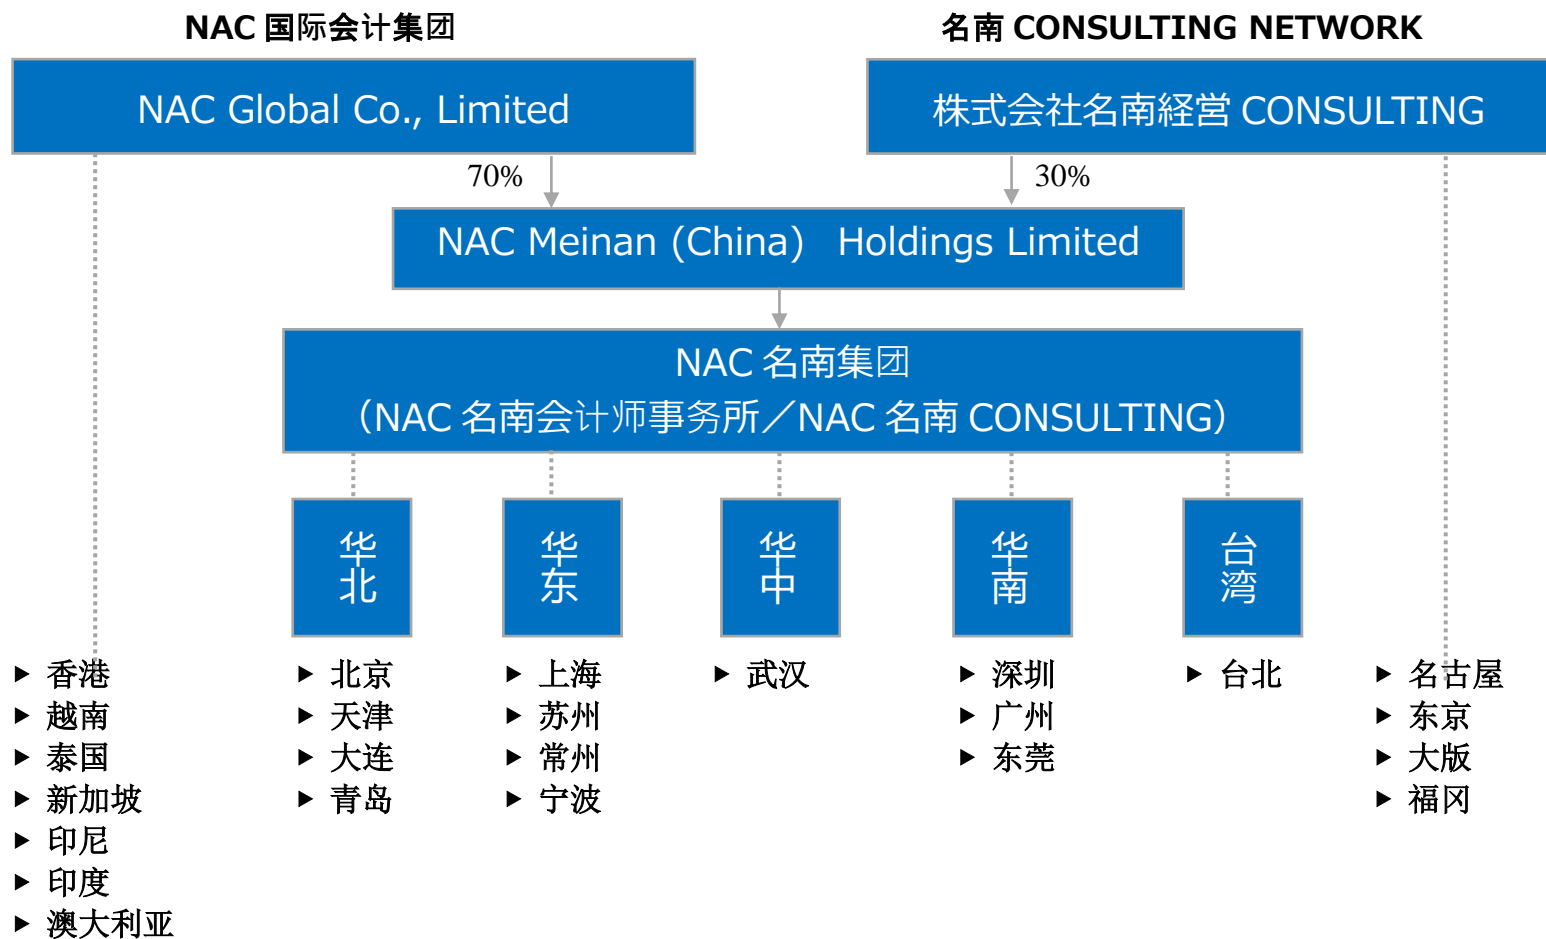 NAC 国际会计集团
名南 CONSULTING NETWORK
NAC Global Co., Limited
株式会社名南経営 CONSULTING
70%
30%
NAC Meinan (China) Holdings Limited
NAC 名南集团
（NAC 名南会计师事务所／NAC 名南 CONSULTING）
华北
华东
华中
华南
台湾
▶ 香港
▶ 越南
▶ 泰国
▶ 新加坡
▶ 印尼
▶ 印度
▶ 澳大利亚
▶ 北京
▶ 天津
▶ 大连
▶ 青岛
▶ 上海
▶ 苏州
▶ 常州
▶ 宁波
▶ 武汉
▶ 深圳
▶ 广州
▶ 东莞
▶ 台北
▶ 名古屋
▶ 东京
▶ 大版
▶ 福冈